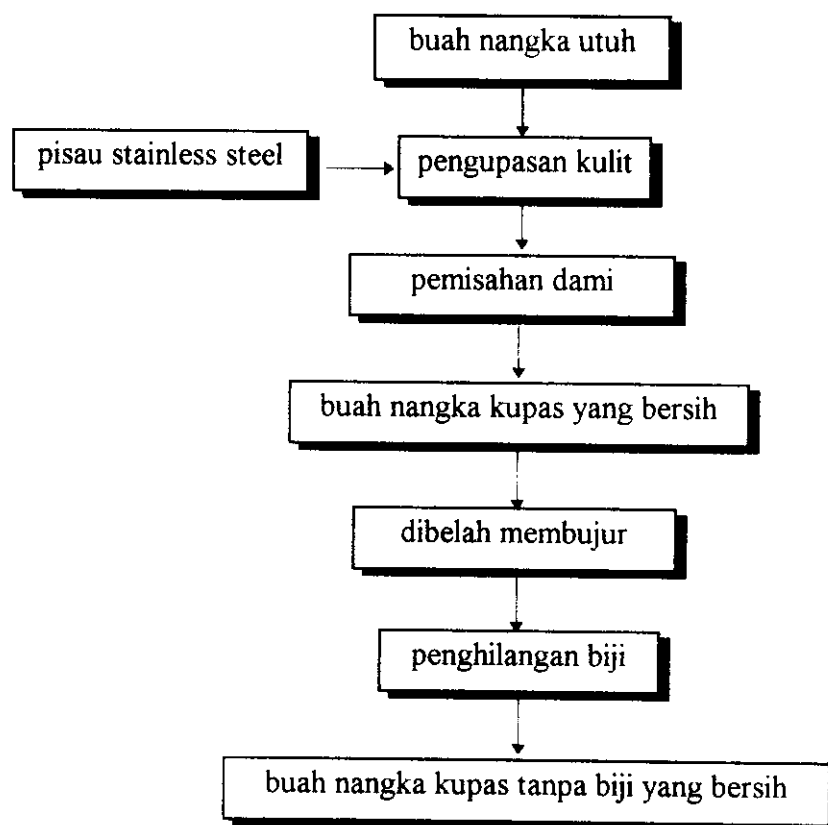 buah nangka utuh
pisau stainless steel
pengupasan kulit
pemisahan dami
buah nangka kupas yang bersih
dibelah membujur
penghilangan biji
buah nangka kupas tanpa biji yang bersih